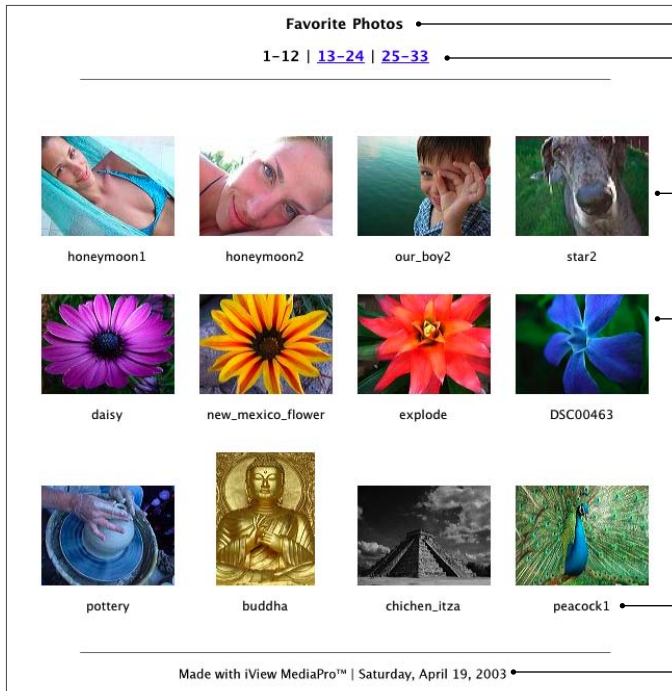 Favorite Photos
1-12 | 13-24 | 25-33
honeymoon1 honeymoon2 our_boy2 star2
daisy new_mexico_flower explode DSC00463
pottery buddha chichen_itza peacock1
Made with iView MediaPro™ | Saturday, April 19, 2003